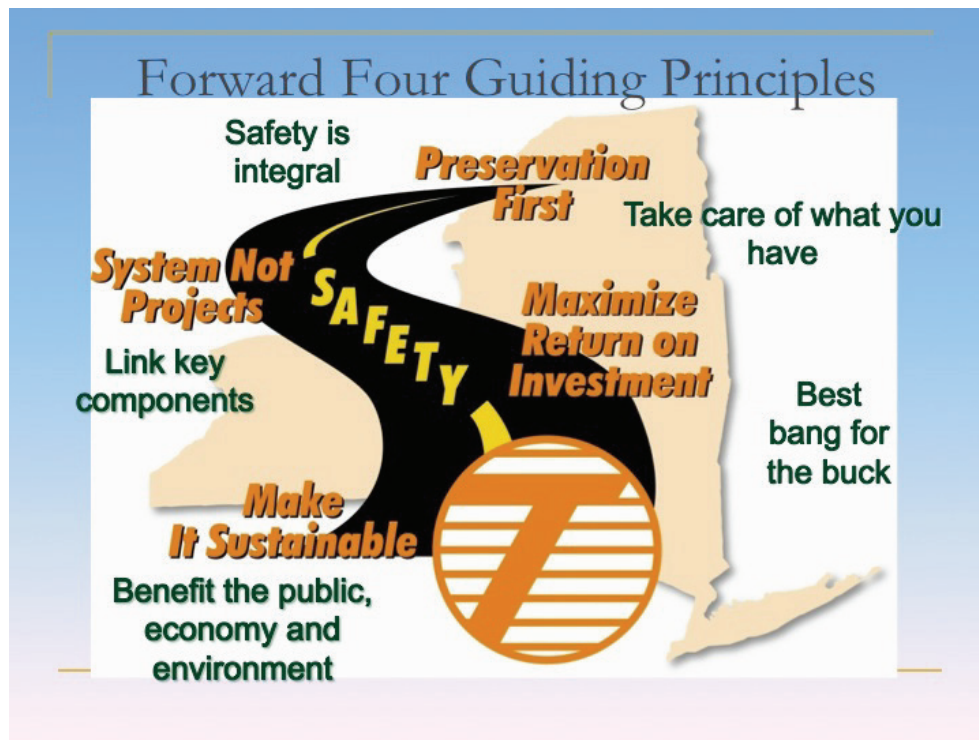 Forward Four Guiding Principles
Safety is
integral
Preservation
First
Take care of what you
have
System Not
Projects
SAFETY
Maximize
Return on
Investment
Link key
components
Best
bang for
the buck
Make
It Sustainable
Benefit the public,
economy and
environment
T